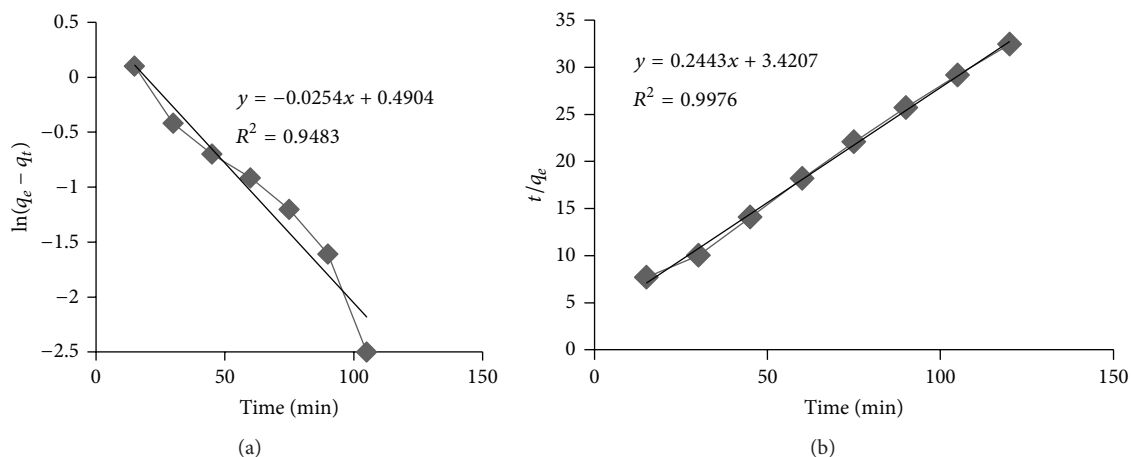 0.5
0
−0.5
−1
−1.5
−2
−2.5
ln(qₑ − qₜ)
y = −0.0254x + 0.4904
R² = 0.9483
0 50 100 150
Time (min)
(a)
35
30
25
20
15
10
5
0
t/qₑ
y = 0.2443x + 3.4207
R² = 0.9976
0 50 100 150
Time (min)
(b)